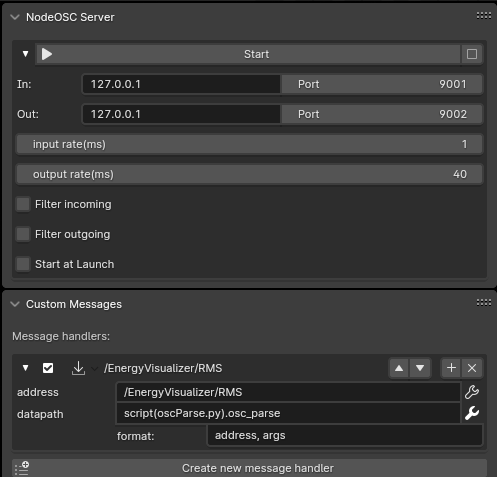 NodeOSC Server
Start
In: 127.0.0.1 Port 9001
Out: 127.0.0.1 Port 9002
input rate(ms) 1
output rate(ms) 40
Filter incoming
Filter outgoing
Start at Launch
Custom Messages
Message handlers:
/EnergyVisualizer/RMS
address /EnergyVisualizer/RMS
datapath script(oscParse.py).osc_parse
format: address, args
Create new message handler